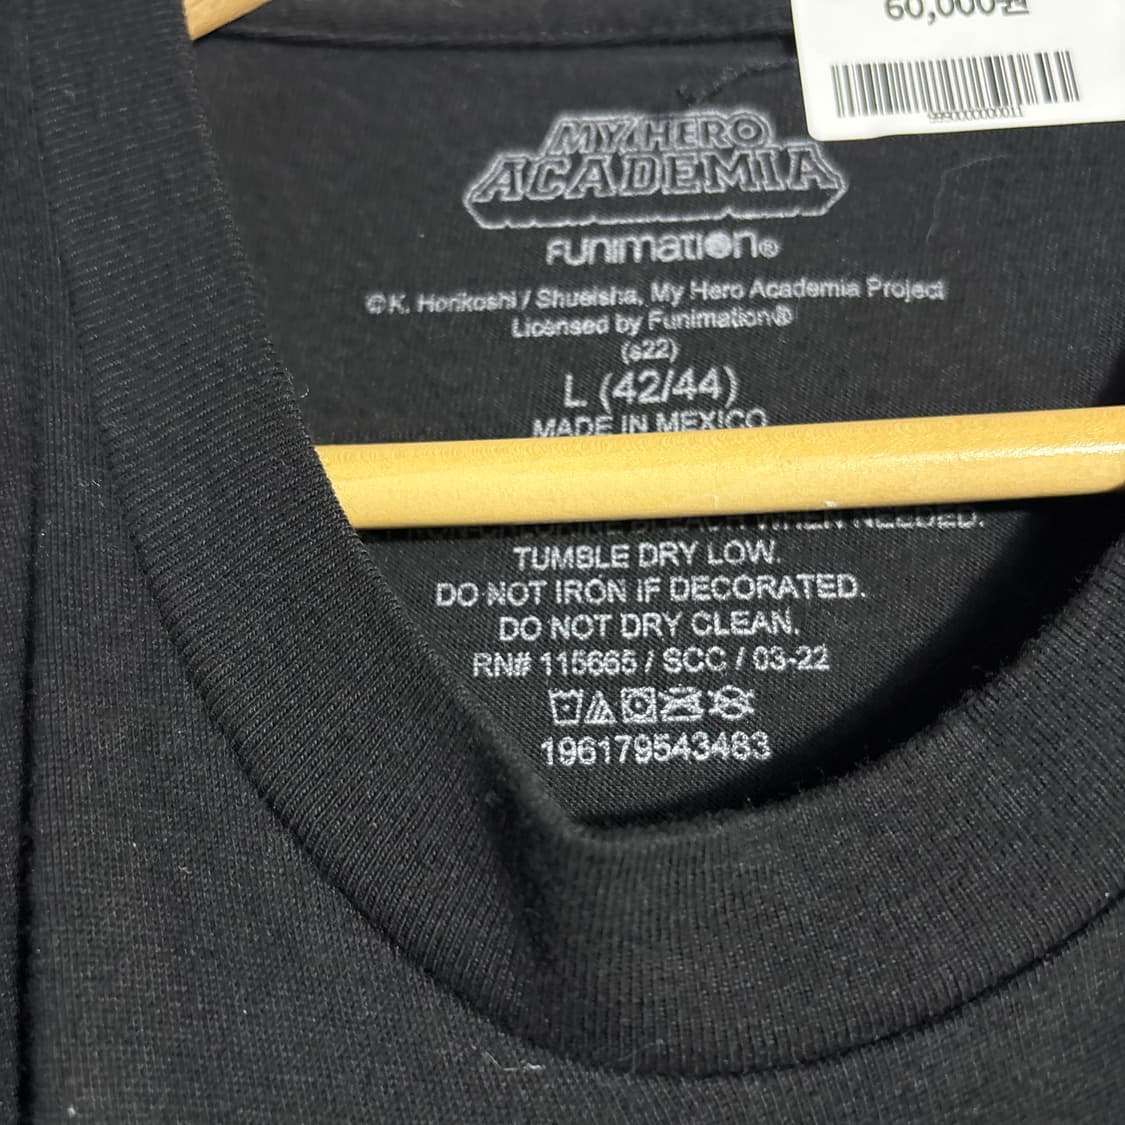 60,000원
MY HERO
ACADEMIA
FUNIMATION®
©K. Horikoshi / Shueisha, My Hero Academia Project
Licensed by Funimation®
(s22)
L (42/44)
MADE IN MEXICO
WHEN NEEDED.
TUMBLE DRY LOW.
DO NOT IRON IF DECORATED.
DO NOT DRY CLEAN.
RN# 115665 / SCC / 03-22
196179543483